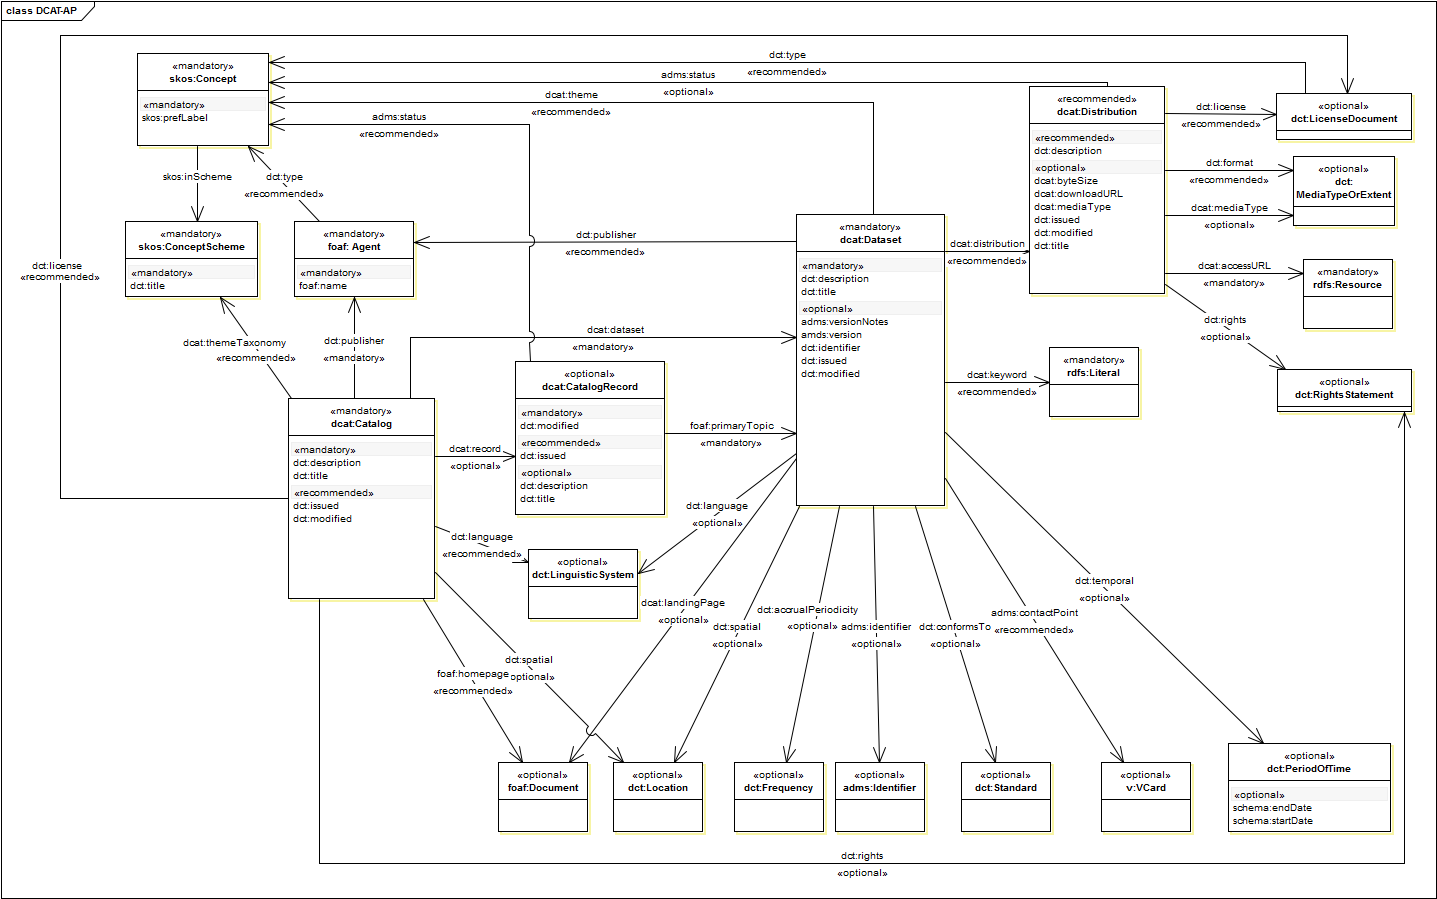 class DCAT-AP
«mandatory»
skos:Concept
«mandatory»
skos:prefLabel
dct:type
«recommended»
adms:status
«optional»
dcat:theme
«recommended»
adms:status
«recommended»
«recommended»
dcat:Distribution
«recommended»
dct:description
«optional»
dcat:byteSize
dcat:downloadURL
dcat:mediaType
dct:issued
dct:modified
dct:title
dct:license
«recommended»
«optional»
dct:LicenseDocument
dct:format
«recommended»
dcat:mediaType
«optional»
«optional»
dct:
MediaTypeOrExtent
dcat:accessURL
«mandatory»
«mandatory»
rdfs:Resource
dct:rights
«optional»
«optional»
dct:RightsStatement
skos:inScheme
dct:type
«recommended»
«mandatory»
skos:ConceptScheme
«mandatory»
dct:title
«mandatory»
foaf: Agent
«mandatory»
foaf:name
dct:license
«recommended»
dct:publisher
«recommended»
«mandatory»
dcat:Dataset
«mandatory»
dct:description
dct:title
«optional»
adms:versionNotes
amds:version
dct:identifier
dct:issued
dct:modified
dcat:distribution
«recommended»
dcat:themeTaxonomy
«recommended»
dct:publisher
«mandatory»
dcat:dataset
«mandatory»
«mandatory»
rdfs:Literal
dcat:keyword
«recommended»
«optional»
dcat:CatalogRecord
«mandatory»
dct:modified
«recommended»
dct:issued
«optional»
dct:description
dct:title
«mandatory»
dcat:Catalog
«mandatory»
dct:description
dct:title
«recommended»
dct:issued
dct:modified
dcat:record
«optional»
foaf:primaryTopic
«mandatory»
dct:language
«optional»
dct:language
«recommended»
«optional»
dct:LinguisticSystem
dcat:landingPage
«optional»
dct:spatial
«optional»
dct:accrualPeriodicity
«optional»
adms:identifier
«optional»
dct:conformsTo
«optional»
adms:contactPoint
«recommended»
dct:temporal
«optional»
dct:spatial
«optional»
foaf:homepage
«recommended»
«optional»
foaf:Document
«optional»
dct:Location
«optional»
dct:Frequency
«optional»
adms:Identifier
«optional»
dct:Standard
«optional»
v:VCard
«optional»
dct:PeriodOfTime
«optional»
schema:endDate
schema:startDate
dct:rights
«optional»